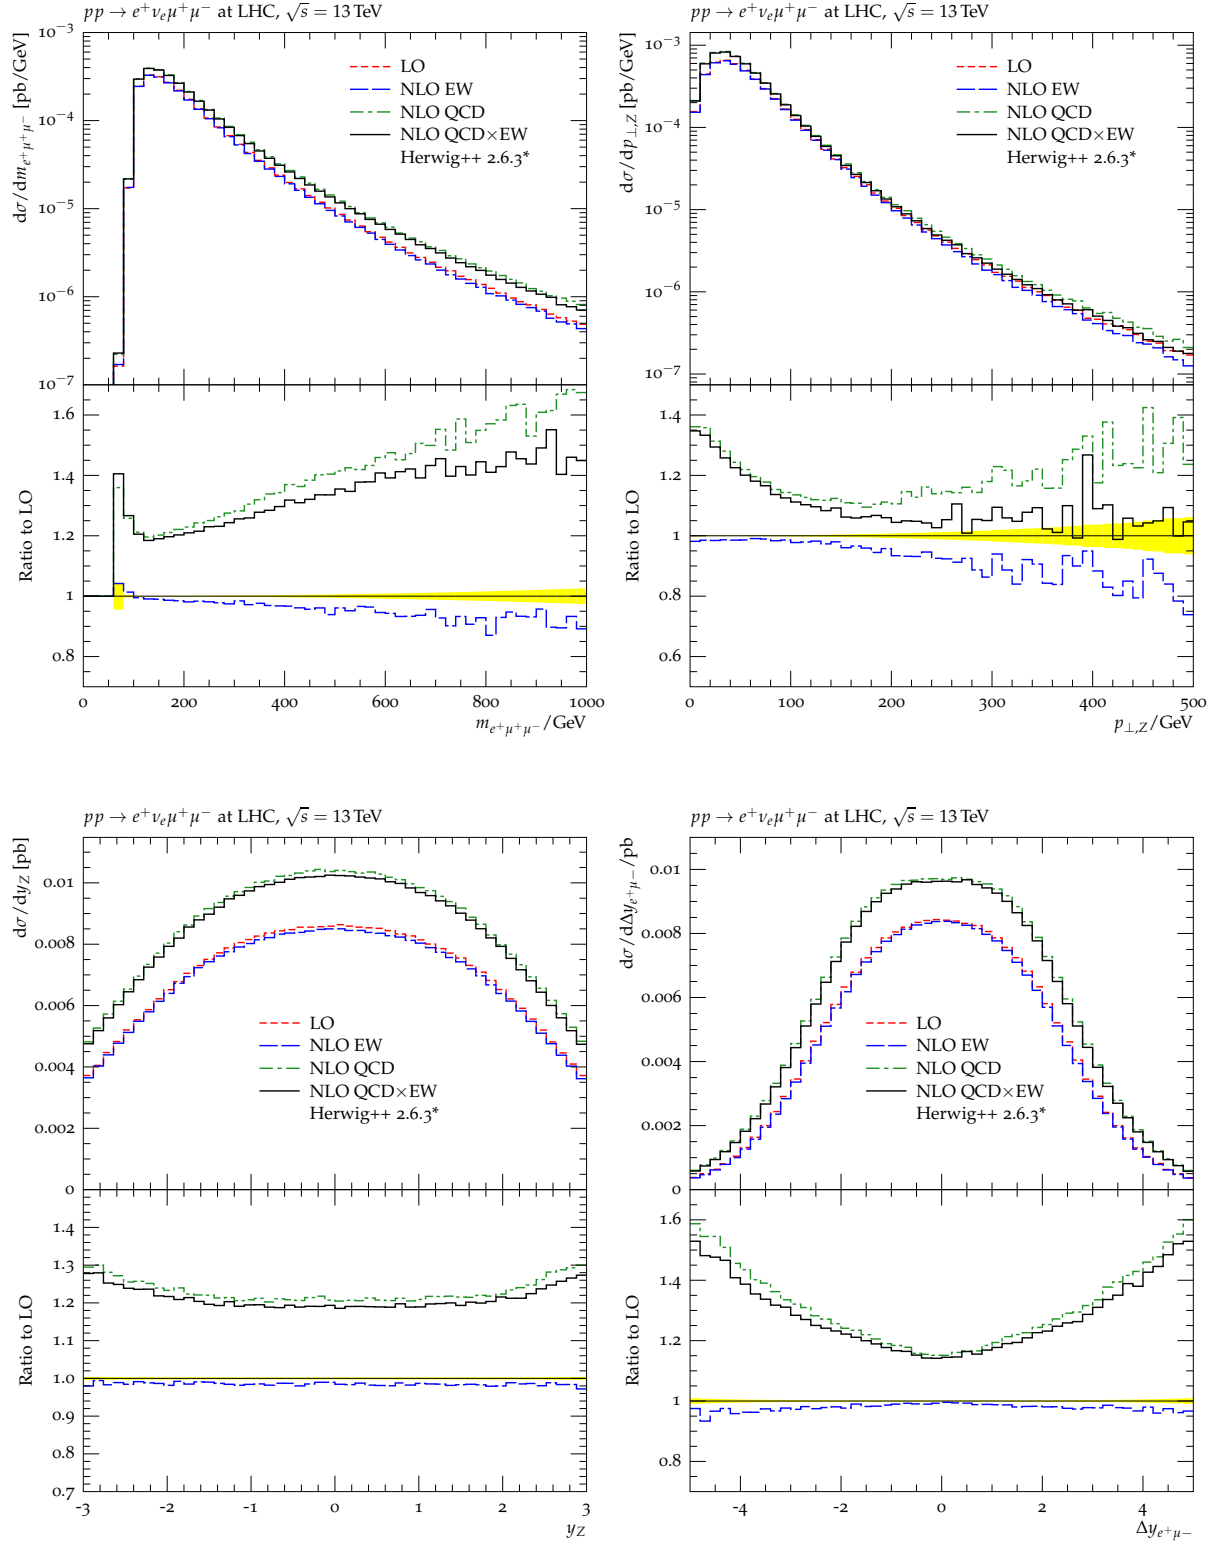 pp → e⁺νₑμ⁺μ⁻ at LHC, √s = 13 TeV
dσ/dm_{e⁺μ⁺μ⁻} [pb/GeV]
10⁻³
10⁻⁴
10⁻⁵
10⁻⁶
10⁻⁷
LO
NLO EW
NLO QCD
NLO QCD×EW
Herwig++ 2.6.3*
Ratio to LO
1.6
1.4
1.2
1
0.8
0 200 400 600 800 1000
m_{e⁺μ⁺μ⁻}/GeV
pp → e⁺νₑμ⁺μ⁻ at LHC, √s = 13 TeV
dσ/dp_{⊥,Z} [pb/GeV]
10⁻³
10⁻⁴
10⁻⁵
10⁻⁶
10⁻⁷
LO
NLO EW
NLO QCD
NLO QCD×EW
Herwig++ 2.6.3*
Ratio to LO
1.4
1.2
1
0.8
0.6
0 100 200 300 400 500
p_{⊥,Z}/GeV
pp → e⁺νₑμ⁺μ⁻ at LHC, √s = 13 TeV
dσ/dy_Z [pb]
0.01
0.008
0.006
0.004
0.002
0
LO
NLO EW
NLO QCD
NLO QCD×EW
Herwig++ 2.6.3*
Ratio to LO
1.4
1.3
1.2
1.1
1.0
0.9
0.8
0.7
-3 -2 -1 0 1 2 3
y_Z
pp → e⁺νₑμ⁺μ⁻ at LHC, √s = 13 TeV
dσ/dΔy_{e⁺μ⁻}/pb
0.01
0.008
0.006
0.004
0.002
0
LO
NLO EW
NLO QCD
NLO QCD×EW
Herwig++ 2.6.3*
Ratio to LO
1.6
1.4
1.2
1
0.8
-4 -2 0 2 4
Δy_{e⁺μ−}